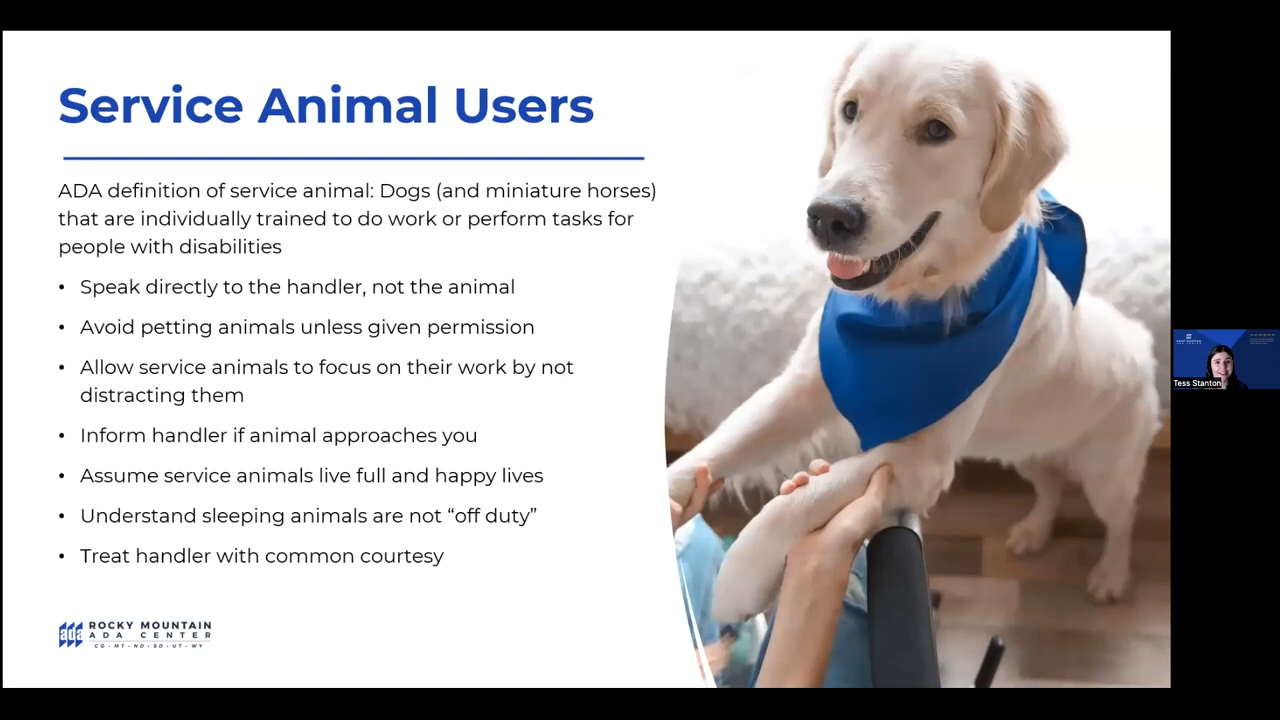 Service Animal Users
ADA definition of service animal: Dogs (and miniature horses)
that are individually trained to do work or perform tasks for
people with disabilities
• Speak directly to the handler, not the animal
• Avoid petting animals unless given permission
• Allow service animals to focus on their work by not
distracting them
• Inform handler if animal approaches you
• Assume service animals live full and happy lives
• Understand sleeping animals are not “off duty”
• Treat handler with common courtesy
ada
ROCKY MOUNTAIN
ADA CENTER
CO • MT • ND • SD • UT • WY
Tess Stanton